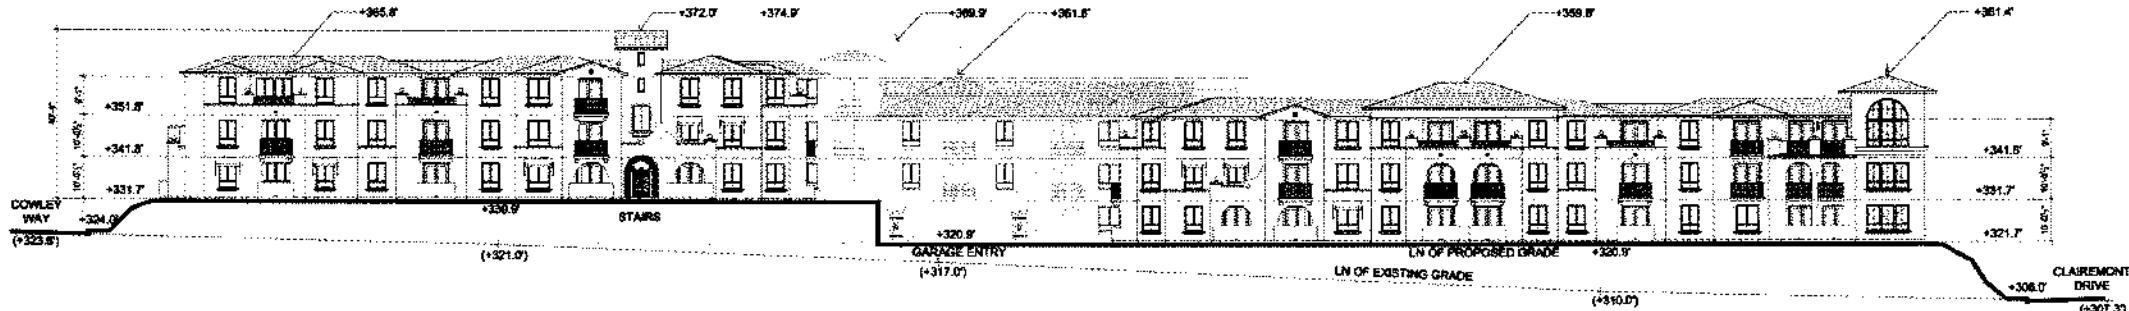 +365.8'
+372.0'
+374.9'
+369.9'
+361.8'
+359.8'
+361.4'
+351.8'
+341.8'
+331.7'
COWLEY
WAY
+324.0'
(+323.6')
+330.9'
STAIRS
(+321.0')
+320.9'
GARAGE ENTRY
(+317.0')
LN OF PROPOSED GRADE
+320.9'
LN OF EXISTING GRADE
(+310.0')
+341.8'
+331.7'
+321.7'
CLAIREMONT
DRIVE
+308.0'